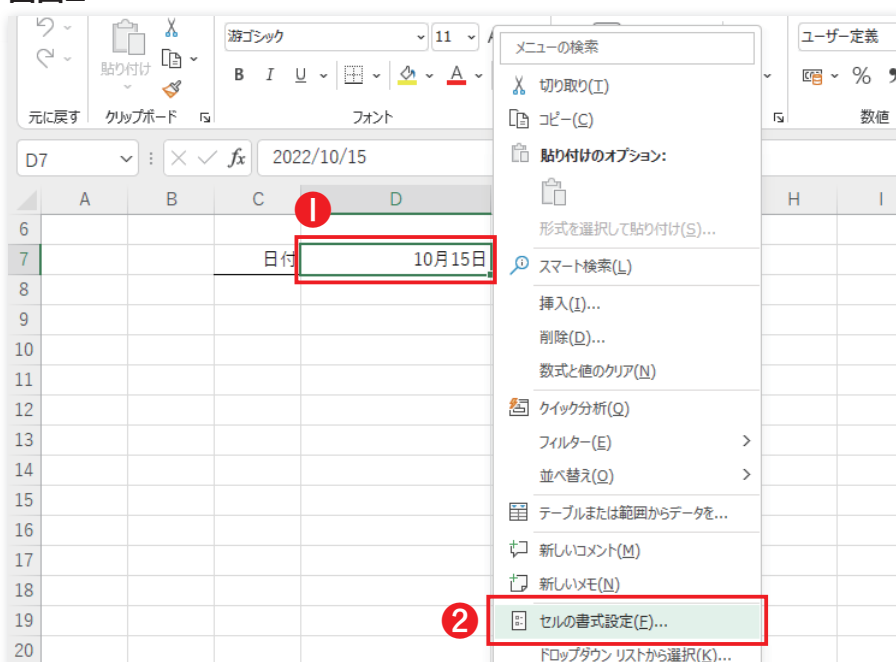 遊ゴシック
11
ユーザー定義
貼り付け
B I U
A
%
元に戻す
クリップボード
フォント
数値
D7
fx
2022/10/15
A B C D H I
6
7 日付 10月15日
8
9
10
11
12
13
14
15
16
17
18
19
20
❶
メニューの検索
切り取り(T)
コピー(C)
貼り付けのオプション:
形式を選択して貼り付け(S)...
スマート検索(L)
挿入(I)...
削除(D)...
数式と値のクリア(N)
クイック分析(Q)
フィルター(E)
並べ替え(O)
テーブルまたは範囲からデータを...
新しいコメント(M)
新しいメモ(N)
❷
セルの書式設定(F)...
ドロップダウン リストから選択(K)...